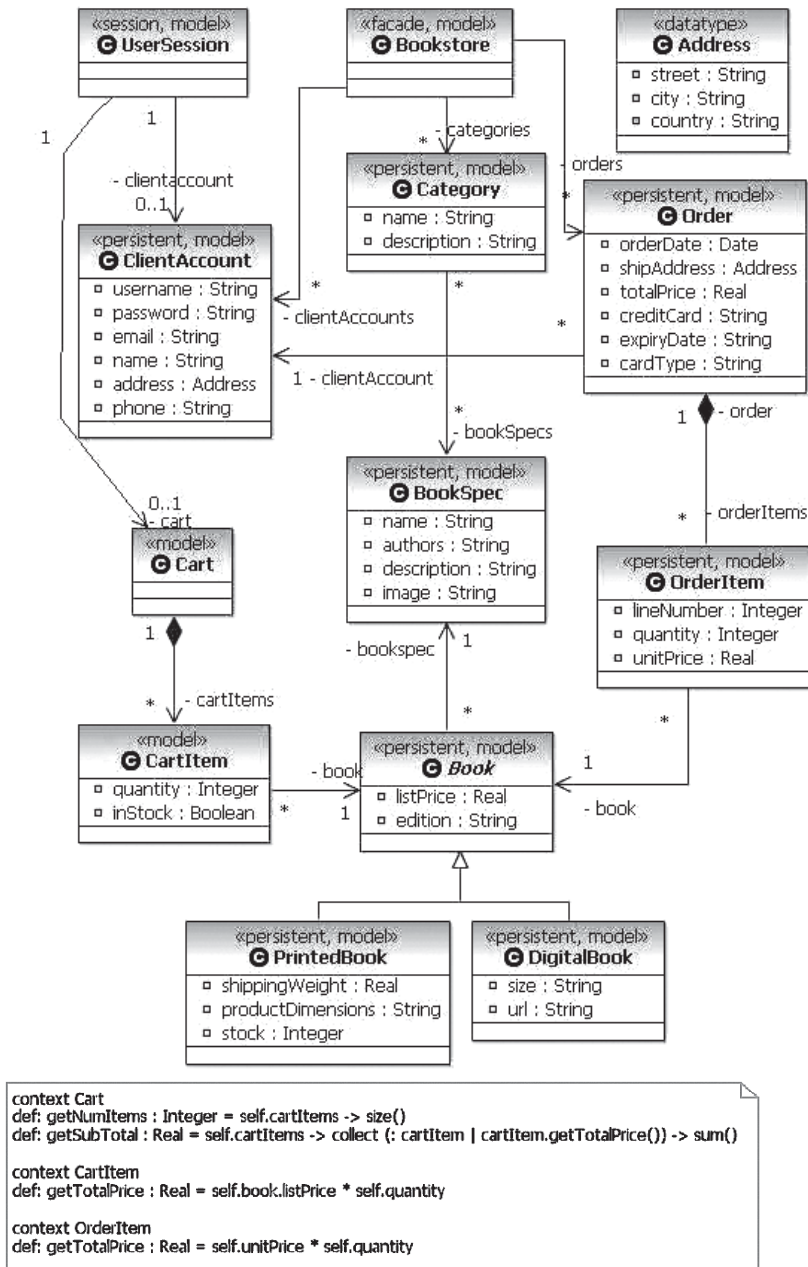 «session, model»
C UserSession
«facade, model»
C Bookstore
«datatype»
C Address
street : String
city : String
country : String
1
1
- clientaccount
0..1
- categories
*
- orders
*
«persistent, model»
C Category
name : String
description : String
«persistent, model»
C Order
orderDate : Date
shipAddress : Address
totalPrice : Real
creditCard : String
expiryDate : String
cardType : String
«persistent, model»
C ClientAccount
username : String
password : String
email : String
name : String
address : Address
phone : String
*
- clientAccounts
*
*
1 - clientAccount
1
- order
*
- bookSpecs
«persistent, model»
C BookSpec
name : String
authors : String
description : String
image : String
0..1
- cart
«model»
C Cart
* - orderItems
«persistent, model»
C OrderItem
lineNumber : Integer
quantity : Integer
unitPrice : Real
1
- bookspec
1
* - cartItems
*
*
«model»
C CartItem
quantity : Integer
inStock : Boolean
- book
*
1
«persistent, model»
C Book
listPrice : Real
edition : String
1
- book
«persistent, model»
C PrintedBook
shippingWeight : Real
productDimensions : String
stock : Integer
«persistent, model»
C DigitalBook
size : String
url : String
context Cart
def: getNumItems : Integer = self.cartItems -> size()
def: getSubTotal : Real = self.cartItems -> collect (: cartItem | cartItem.getTotalPrice()) -> sum()
context CartItem
def: getTotalPrice : Real = self.book.listPrice * self.quantity
context OrderItem
def: getTotalPrice : Real = self.unitPrice * self.quantity